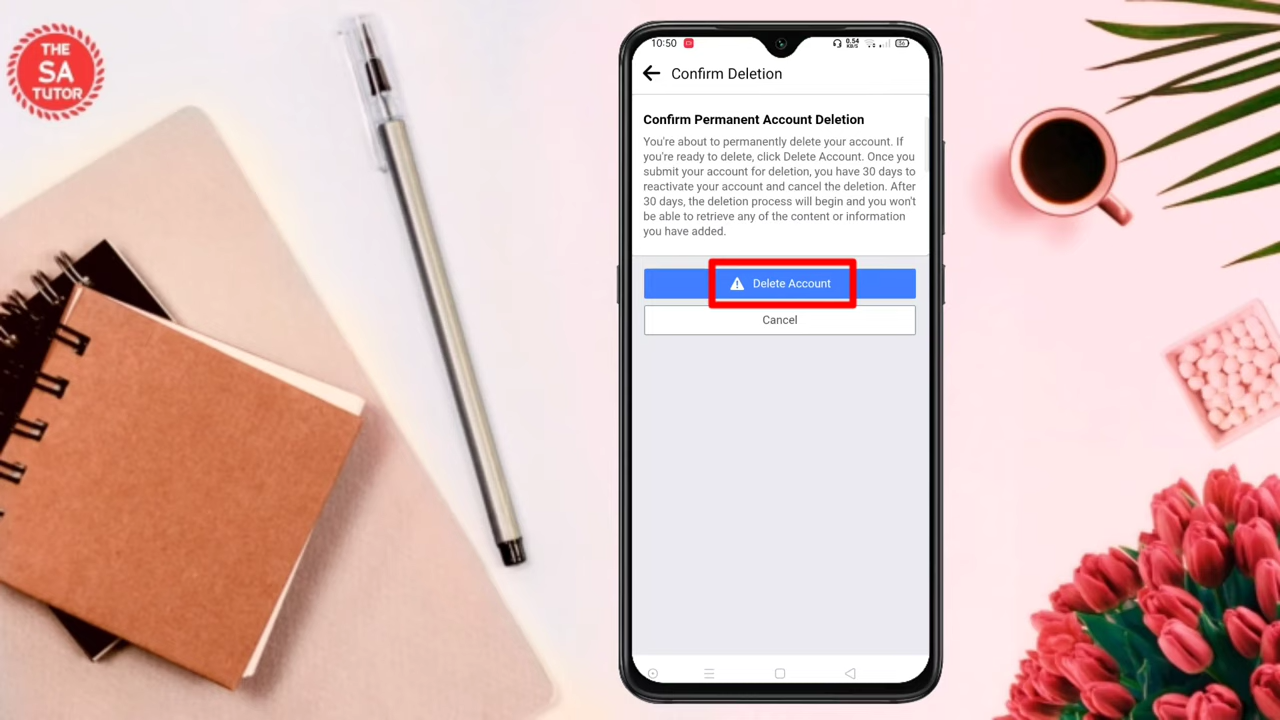 THE
SA
TUTOR
10:50
0.54
KB/S
Confirm Deletion
Confirm Permanent Account Deletion
You're about to permanently delete your account. If
you're ready to delete, click Delete Account. Once you
submit your account for deletion, you have 30 days to
reactivate your account and cancel the deletion. After
30 days, the deletion process will begin and you won't
be able to retrieve any of the content or information
you have added.
Delete Account
Cancel